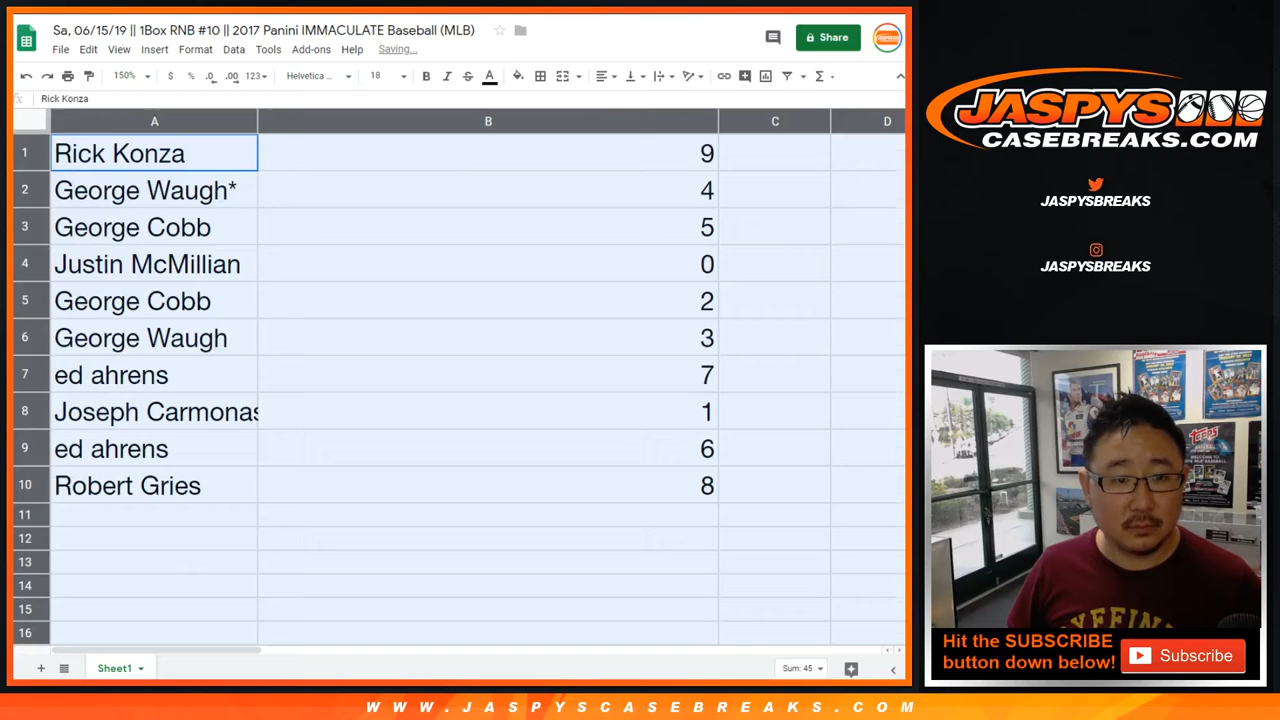 Sa, 06/15/19 || 1Box RNB #10 || 2017 Panini IMMACULATE Baseball (MLB)
File Edit View Insert Format Data Tools Add-ons Help Saving...
Share
150% $ % .0 .00 123 Helvetica ... 18 B I S A
fx Rick Konza
A B C D
1 Rick Konza 9
2 George Waugh* 4
3 George Cobb 5
4 Justin McMillian 0
5 George Cobb 2
6 George Waugh 3
7 ed ahrens 7
8 Joseph Carmonas 1
9 ed ahrens 6
10 Robert Gries 8
11
12
13
14
15
16
Sheet1
Sum: 45
JASPYS
CASEBREAKS.COM
JASPYSBREAKS
JASPYSBREAKS
topps
Hit the SUBSCRIBE
button down below!
Subscribe
WWW.JASPYSCASEBREAKS.COM